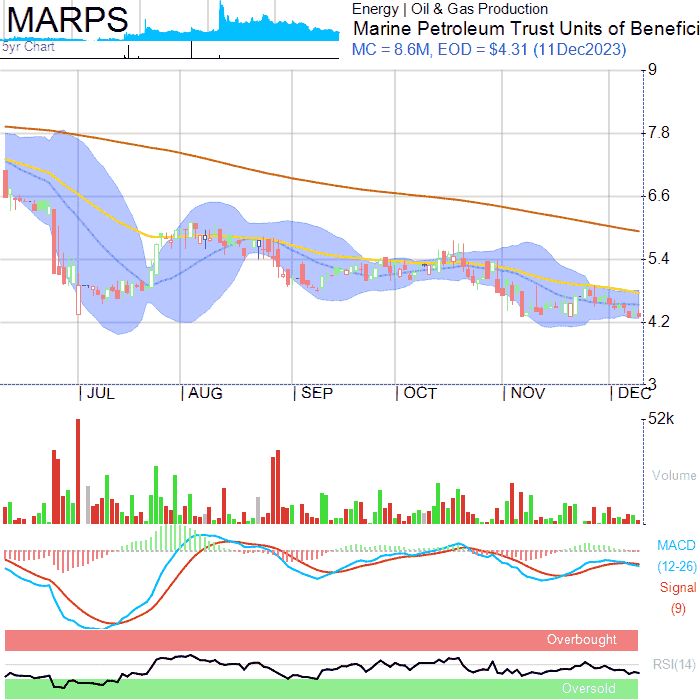 MARPS
5yr Chart
Energy | Oil & Gas Production
Marine Petroleum Trust Units of Benefici
MC = 8.6M, EOD = $4.31 (11Dec2023)
9
7.8
6.6
5.4
4.2
3
JUL AUG SEP OCT NOV DEC
52k
Volume
MACD
(12-26)
Signal
(9)
Overbought
RSI(14)
Oversold